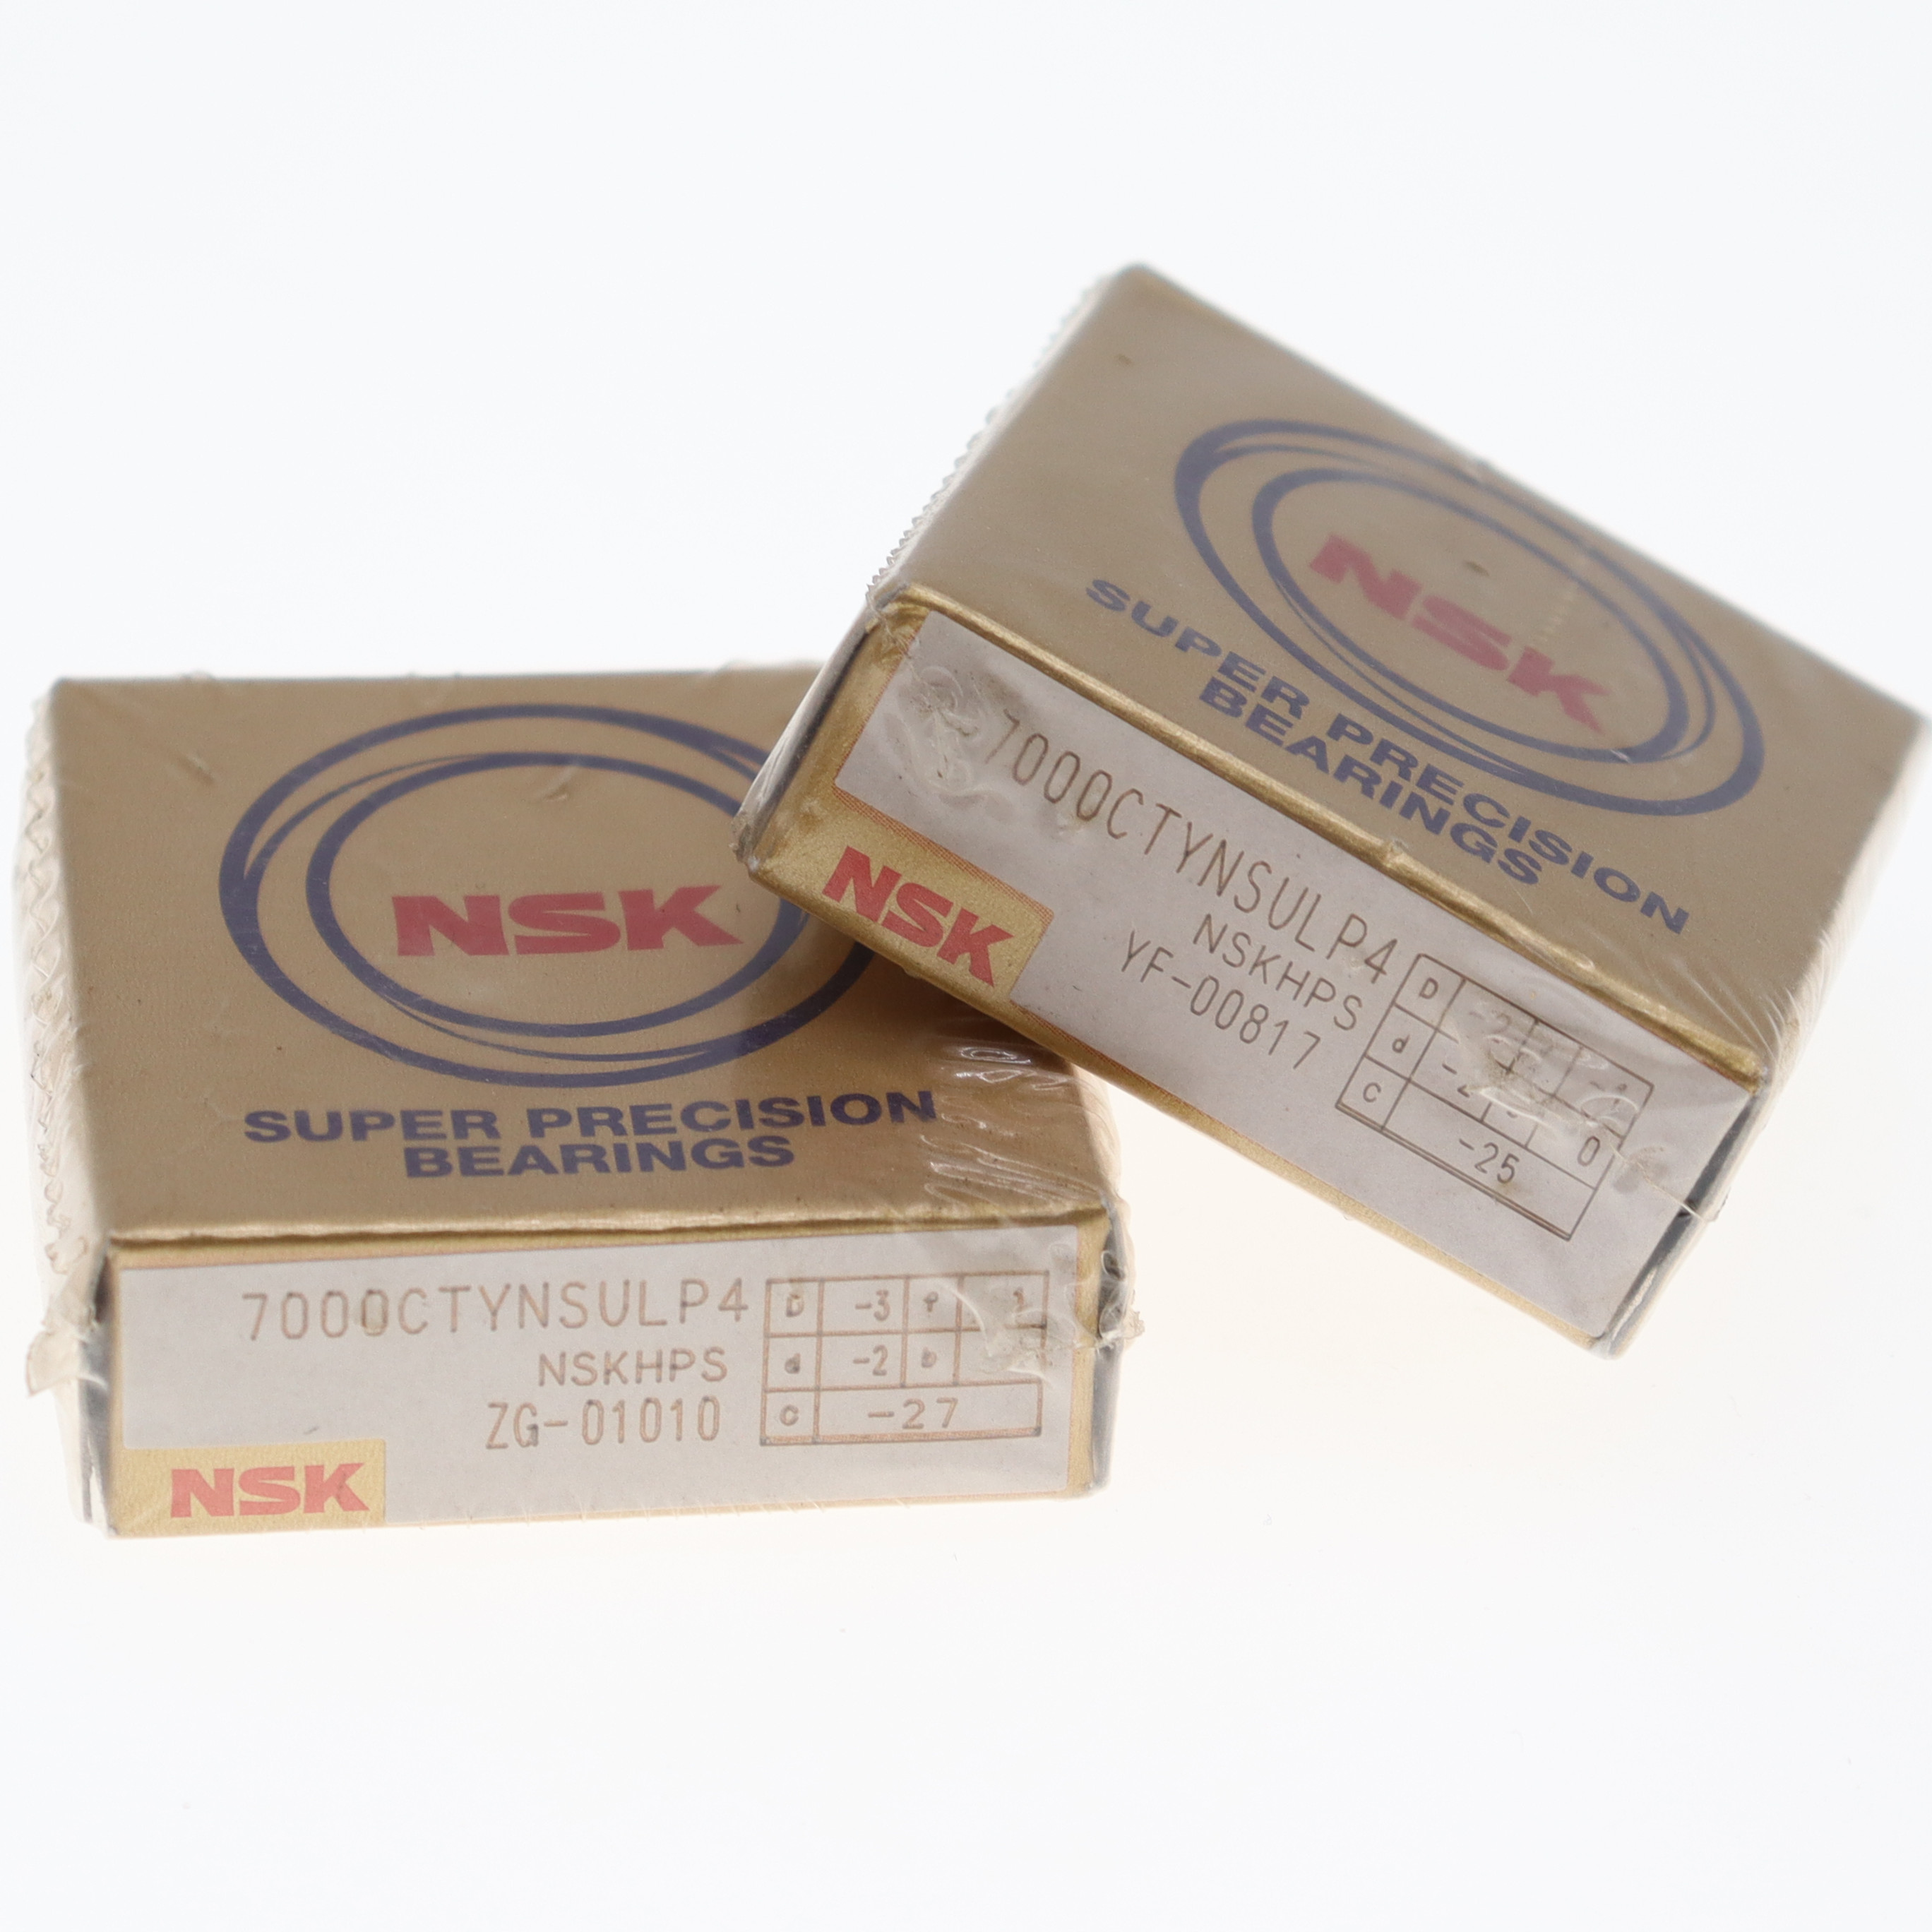 NSK
SUPER PRECISION
BEARINGS
7000CTYNSULP4
NSKHPS
ZG-01010
NSK
D -3 f
d -2 b
C -27
NSK
SUPER PRECISION
BEARINGS
7000CTYNSULP4
NSKHPS
YF-00817
NSK
D -2
d 0
C -25